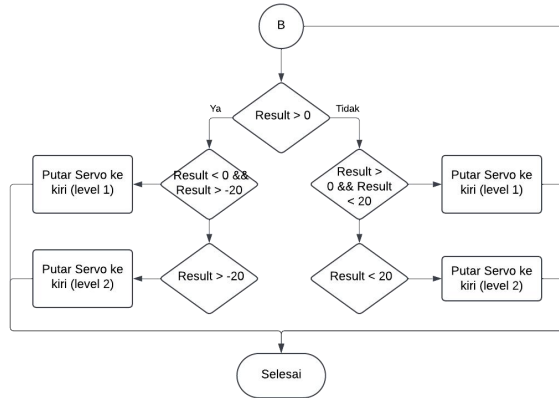 B
Result > 0
Ya
Tidak
Result < 0 &&
Result > -20
Result >
0 && Result
< 20
Putar Servo ke
kiri (level 1)
Putar Servo ke
kiri (level 1)
Putar Servo ke
kiri (level 2)
Result > -20
Result < 20
Putar Servo ke
kiri (level 2)
Selesai